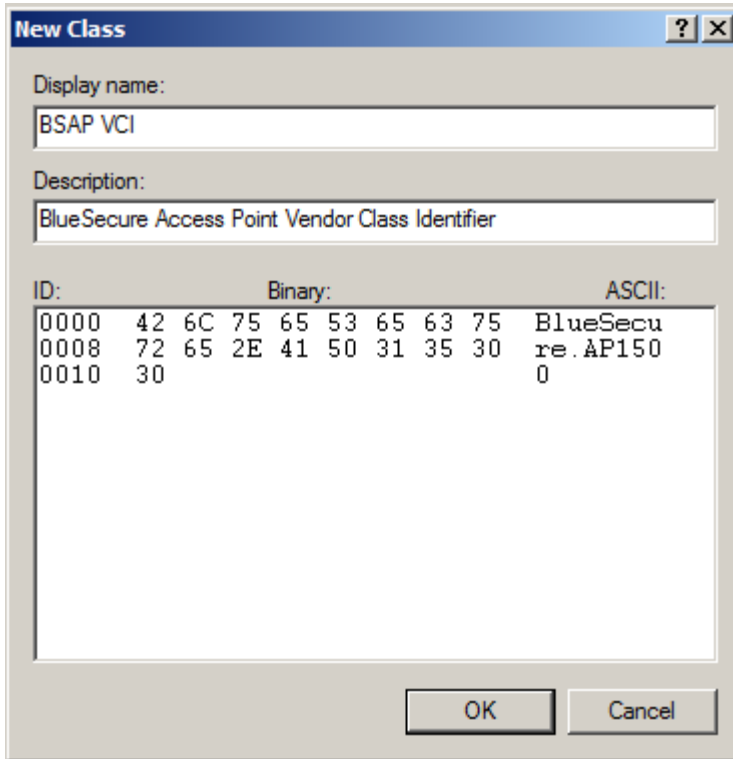 New Class
Display name:
BSAP VCI
Description:
BlueSecure Access Point Vendor Class Identifier
ID: Binary: ASCII:
0000 42 6C 75 65 53 65 63 75 BlueSecu
0008 72 65 2E 41 50 31 35 30 re.AP150
0010 30 0
OK Cancel